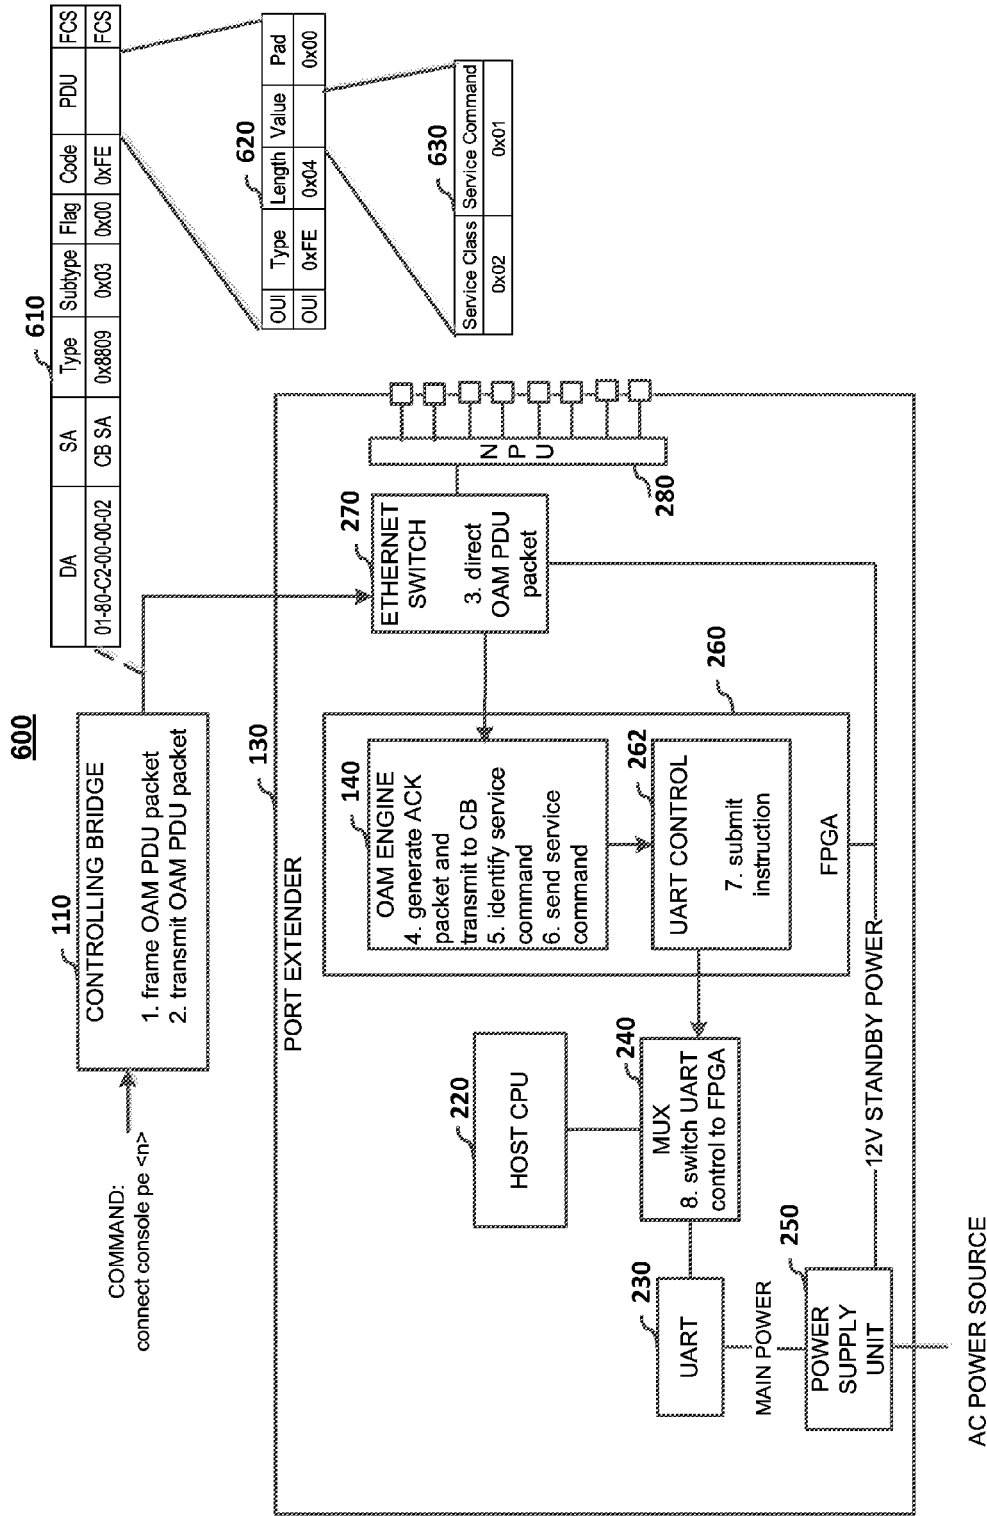 600
610
DA SA Type Subtype Flag Code PDU FCS
01-80-C2-00-00-02 CB SA 0x8809 0x03 0x00 0xFE FCS
620
OUI Type Length Value Pad
OUI 0xFE 0x04 0x00
630
Service Class Service Command
0x02 0x01
COMMAND:
connect console pe <n>
110
CONTROLLING BRIDGE
1. frame OAM PDU packet
2. transmit OAM PDU packet
130
PORT EXTENDER
220
HOST CPU
230
UART
240
MUX
8. switch UART
control to FPGA
MAIN POWER
250
POWER
SUPPLY
UNIT
AC POWER SOURCE
12V STANDBY POWER
140
OAM ENGINE
4. generate ACK
packet and
transmit to CB
5. identify service
command
6. send service
command
262
UART CONTROL
7. submit
instruction
FPGA
260
270
ETHERNET
SWITCH
3. direct
OAM PDU
packet
280
N
P
U